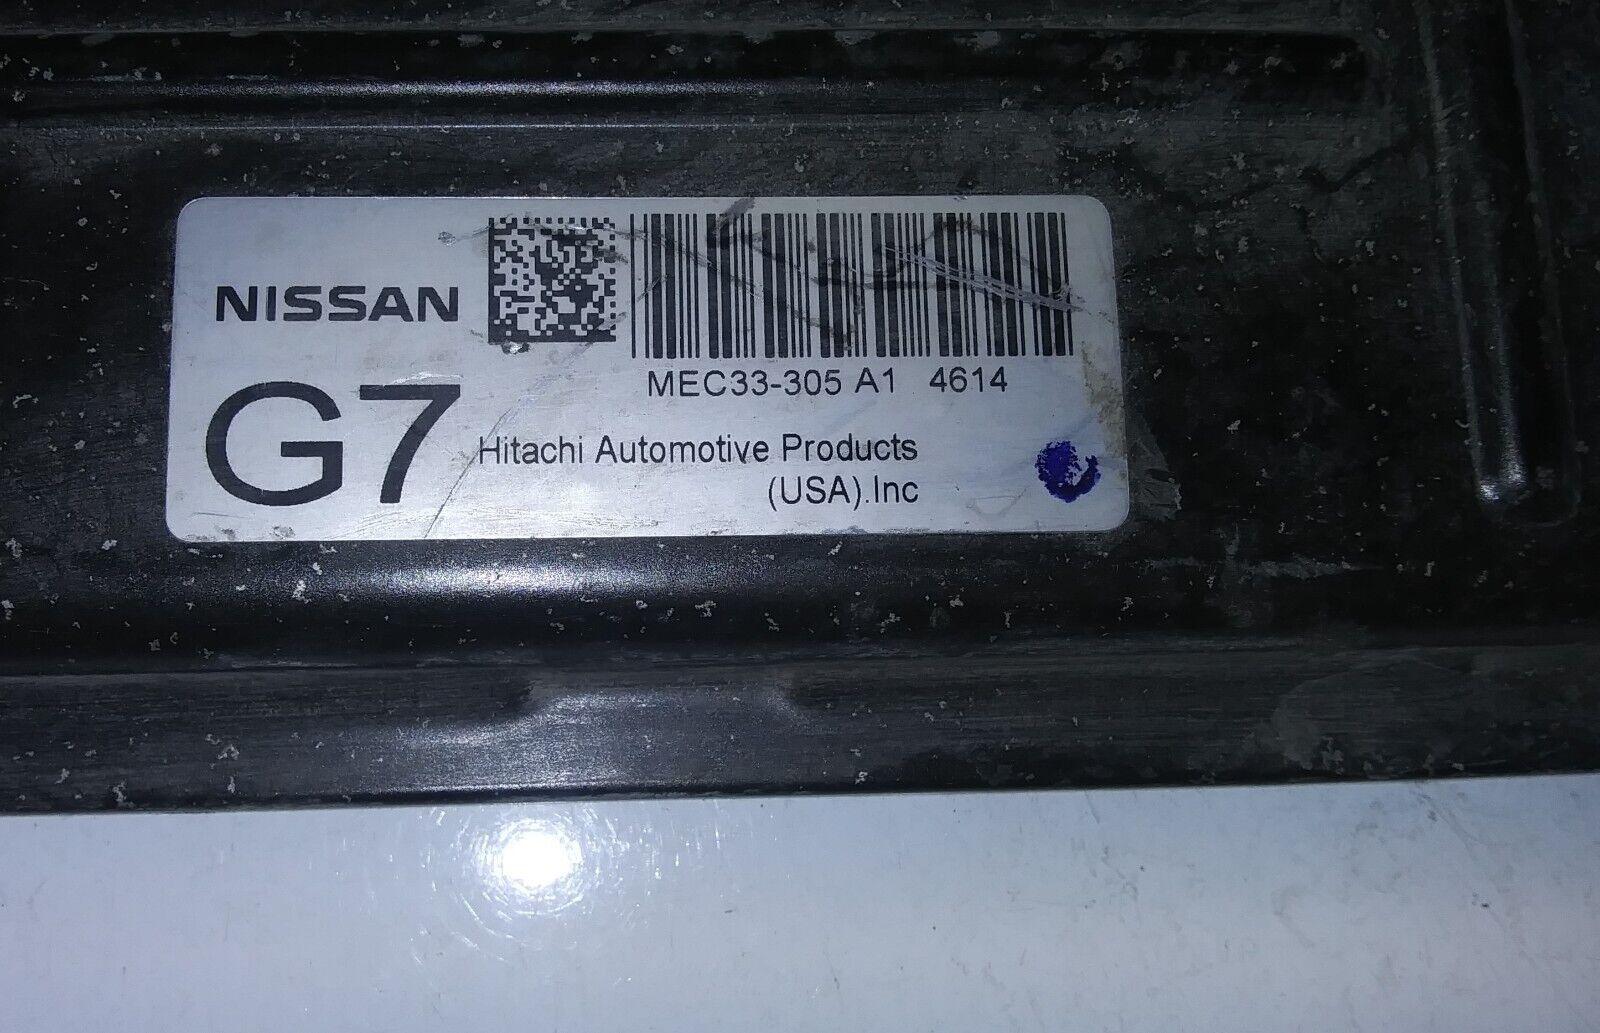 NISSAN
MEC33-305 A1 4614
G7
Hitachi Automotive Products
(USA).Inc